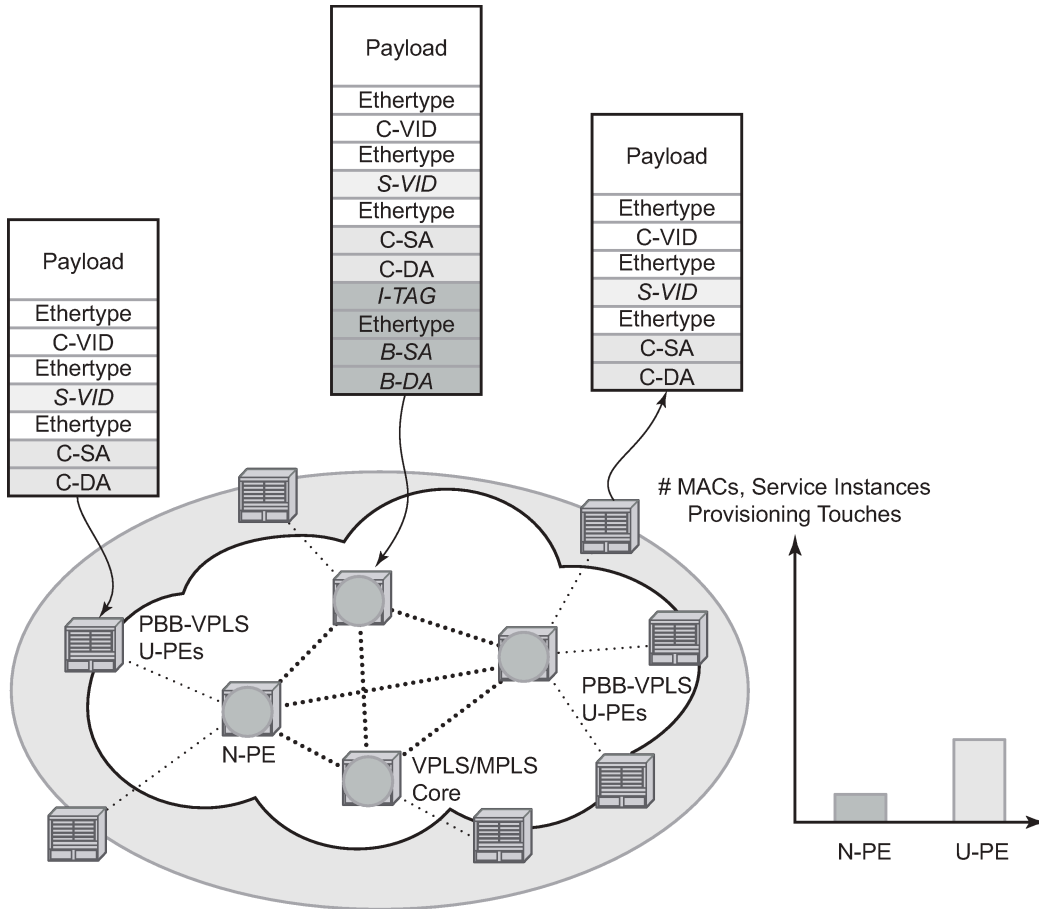 Payload
Ethertype
C-VID
Ethertype
S-VID
Ethertype
C-SA
C-DA
Payload
Ethertype
C-VID
Ethertype
S-VID
Ethertype
C-SA
C-DA
I-TAG
Ethertype
B-SA
B-DA
Payload
Ethertype
C-VID
Ethertype
S-VID
Ethertype
C-SA
C-DA
# MACs, Service Instances
Provisioning Touches
PBB-VPLS
U-PEs
N-PE
VPLS/MPLS
Core
PBB-VPLS
U-PEs
N-PE
U-PE